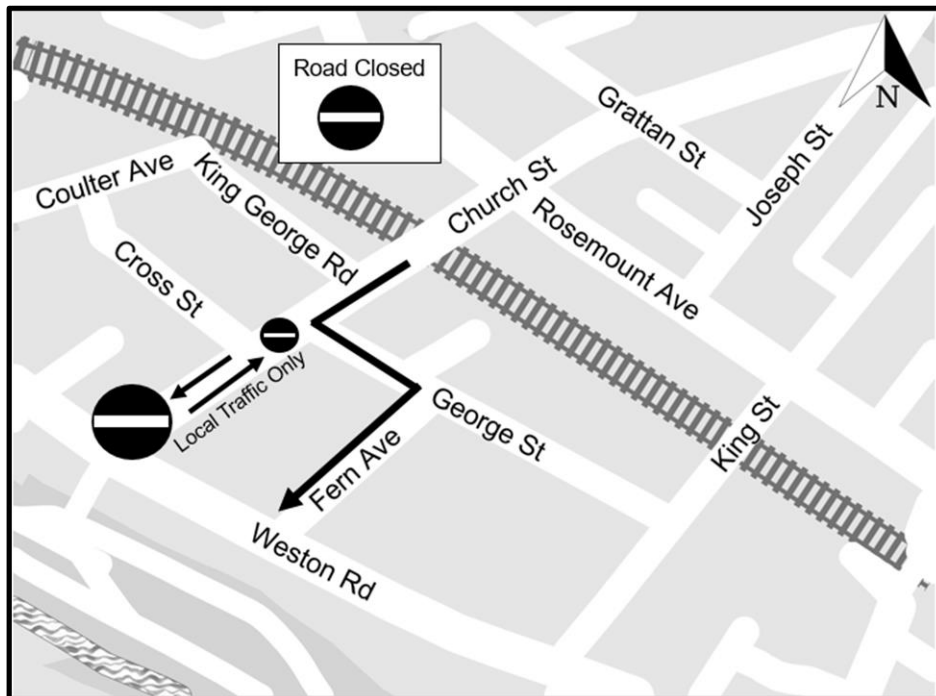 Road Closed
N
Grattan St
Joseph St
Church St
Coulter Ave
King George Rd
Rosemount Ave
Cross St
Local Traffic Only
King St
George St
Fern Ave
Weston Rd